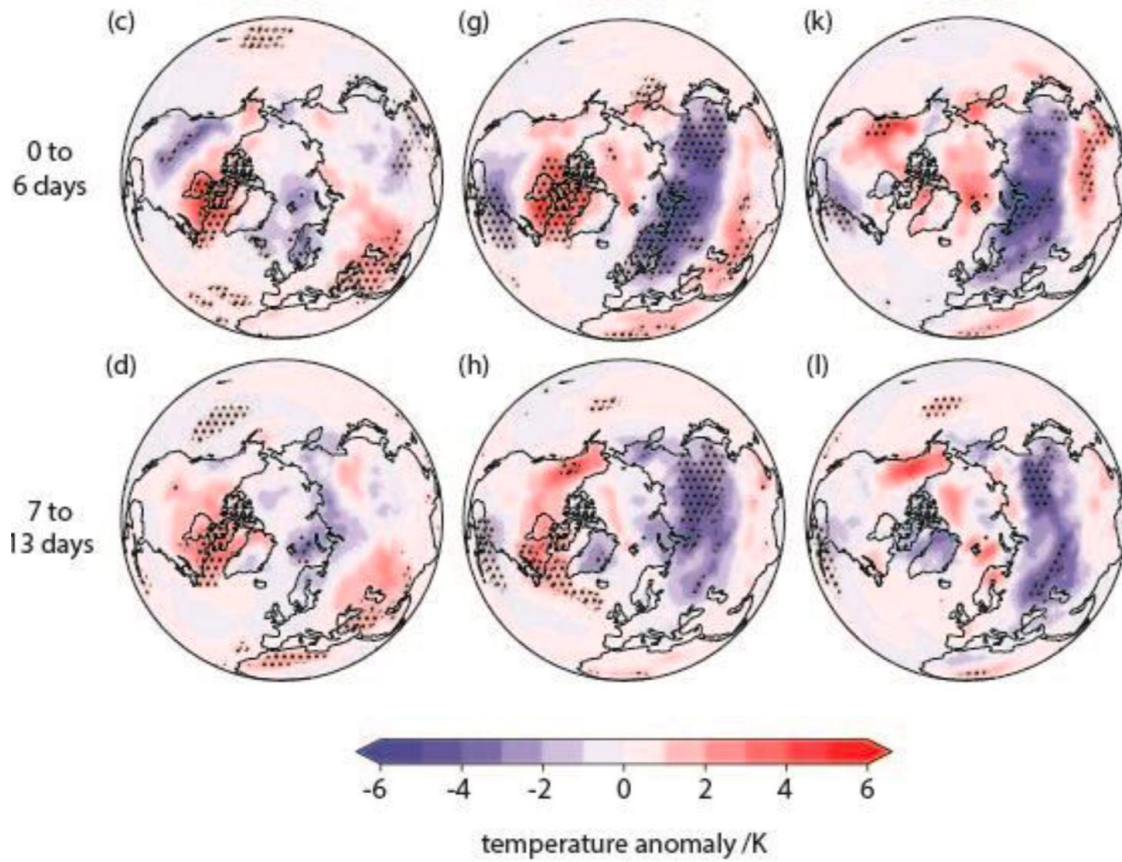 (c) (g) (k)
0 to
6 days
(d) (h) (l)
7 to
13 days
-6 -4 -2 0 2 4 6
temperature anomaly /K